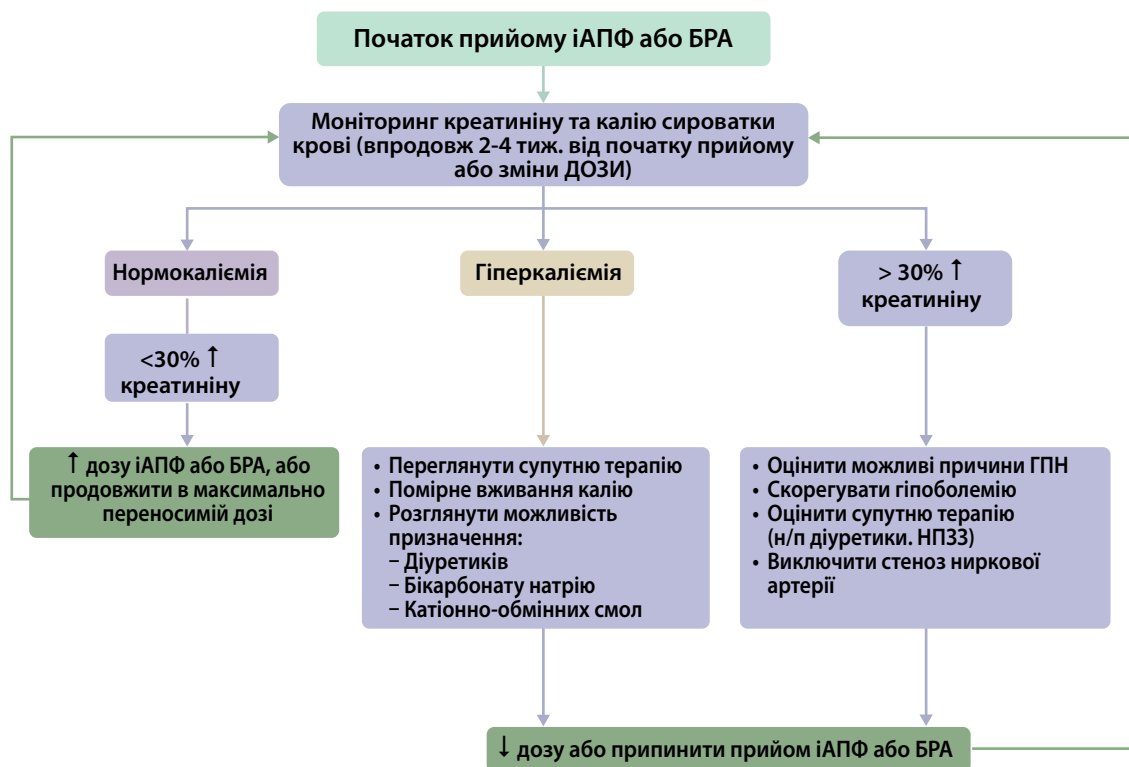 Початок прийому іАПФ або БРА
Моніторинг креатиніну та калію сироватки
крові (впродовж 2-4 тиж. від початку прийому
або зміни ДОЗИ)
Нормокаліємія
Гіперкаліємія
> 30% ↑
креатиніну
<30% ↑
креатиніну
↑ дозу іАПФ або БРА, або
продовжити в максимально
переносимій дозі
• Переглянути супутню терапію
• Помірне вживання калію
• Розглянути можливість
призначення:
– Діуретиків
– Бікарбонату натрію
– Катіонно-обмінних смол
• Оцінити можливі причини ГПН
• Скорегувати гіпоболемію
• Оцінити супутню терапію
(н/п діуретики. НПЗЗ)
• Виключити стеноз ниркової
артерії
↓ дозу або припинити прийом іАПФ або БРА